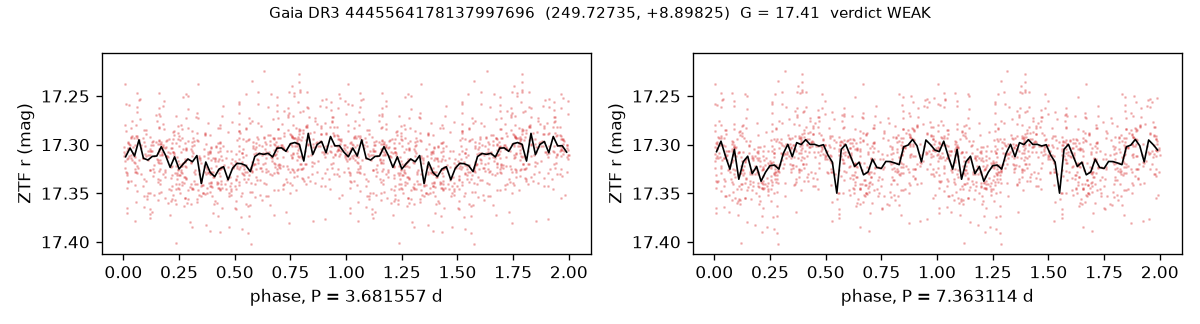 Gaia DR3 4445564178137997696 (249.72735, +8.89825) G = 17.41 verdict WEAK
ZTF r (mag)
17.25
17.30
17.35
17.40
0.00 0.25 0.50 0.75 1.00 1.25 1.50 1.75 2.00
phase, P = 3.681557 d
ZTF r (mag)
17.25
17.30
17.35
17.40
0.00 0.25 0.50 0.75 1.00 1.25 1.50 1.75 2.00
phase, P = 7.363114 d